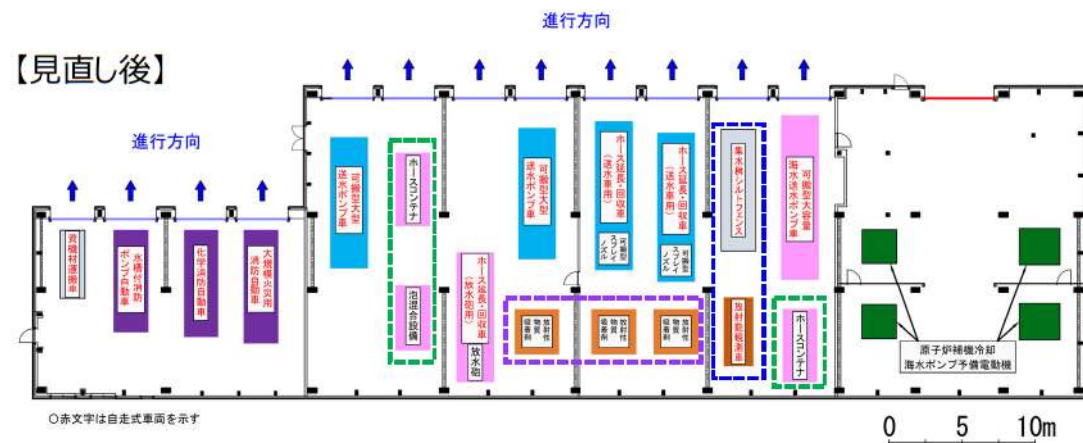 進行方向
【見直し後】
進行方向
資機材運搬車
水槽付消防
ポンプ自動車
化学消防自動車
大規模火災用
消防自動車
可搬型大型
送水ポンプ車
ホースコンテナ
泡混合設備
ホース延長・回収車
(放水砲用)
放水砲
可搬型大型
送水ポンプ車
放射性
物質
吸着剤
ホース延長・回収車
(送水車用)
可搬型
スプレイ
ノズル
放射性
物質
吸着剤
ホース延長・回収車
(送水車用)
可搬型
スプレイ
ノズル
放射性
物質
吸着剤
集水桝シルトフェンス
放射能観測車
可搬型大容量
海水送水ポンプ車
ホースコンテナ
原子炉補機冷却
海水ポンプ予備電動機
○赤文字は自走式車両を示す
0 5 10m